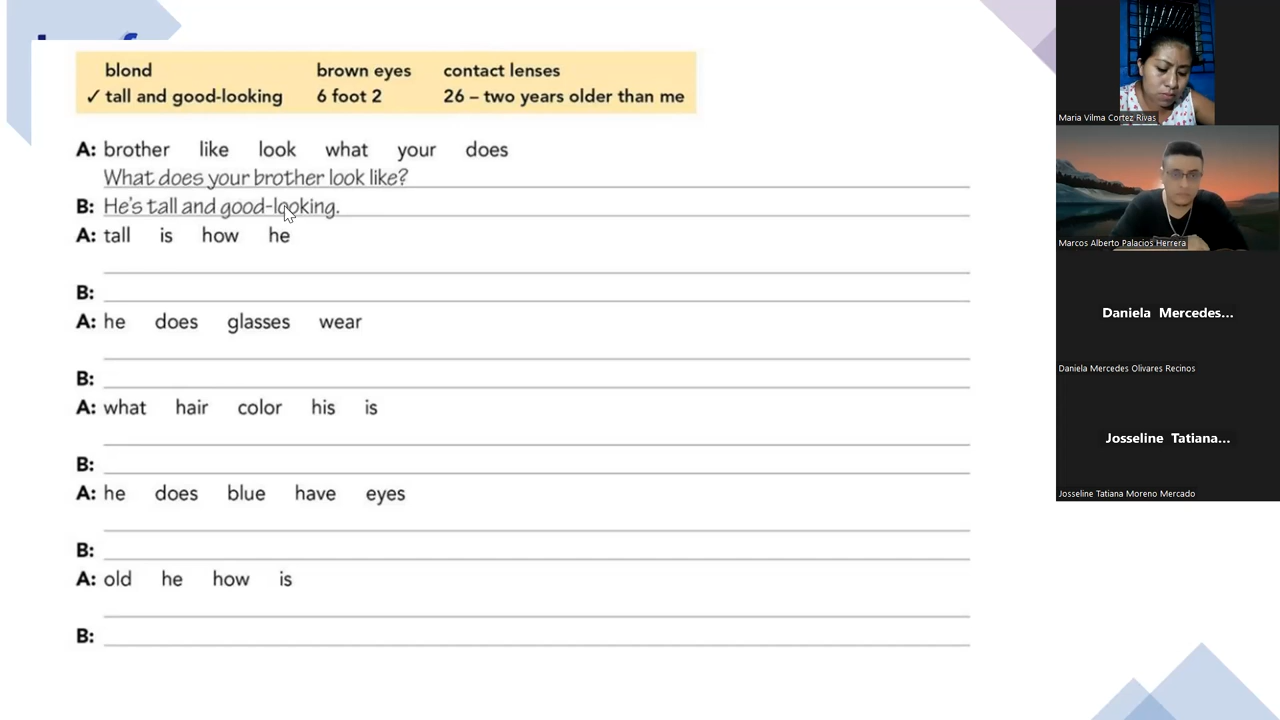 blond brown eyes contact lenses
✓ tall and good-looking 6 foot 2 26 – two years older than me
A: brother like look what your does
What does your brother look like?
B: He's tall and good-looking.
A: tall is how he
B:
A: he does glasses wear
B:
A: what hair color his is
B:
A: he does blue have eyes
B:
A: old he how is
B:
Maria Vilma Cortez Rivas
Marcos Alberto Palacios Herrera
Daniela Mercedes...
Daniela Mercedes Olivares Recinos
Josseline Tatiana...
Josseline Tatiana Moreno Mercado